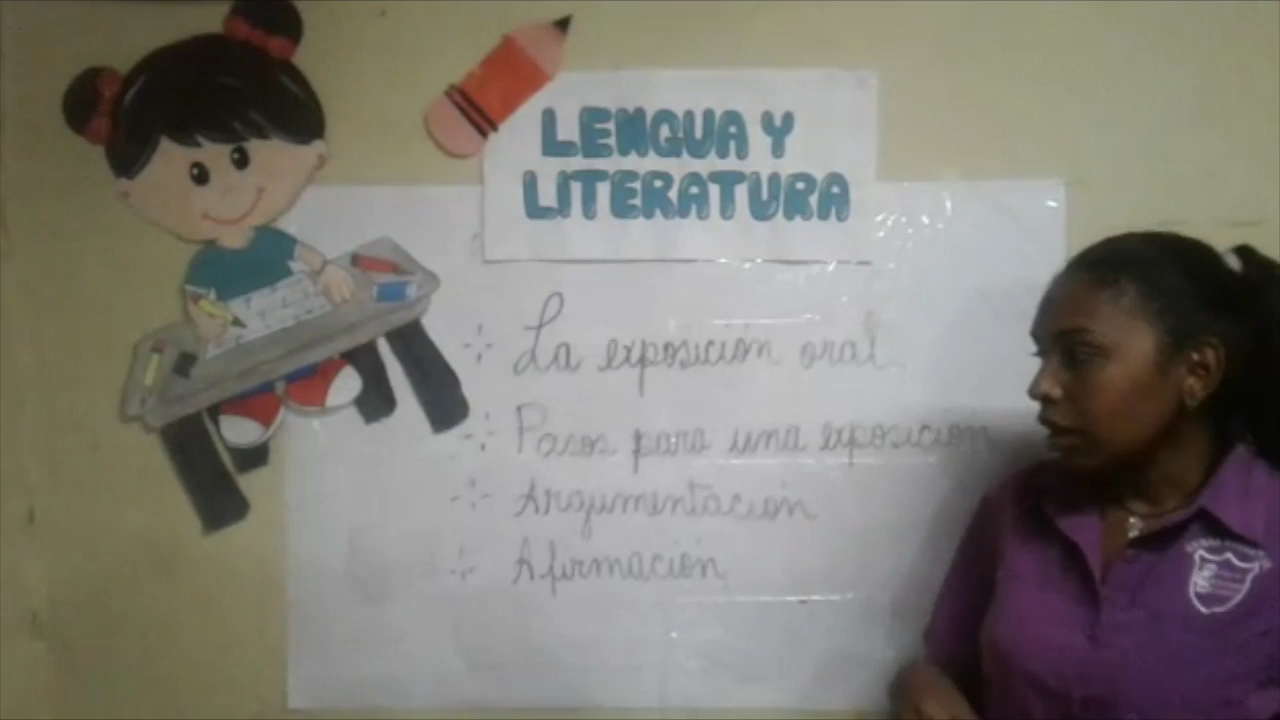 LENGUA Y
LITERATURA
La exposición oral
Pasos para una exposición
Argumentación
Afirmación